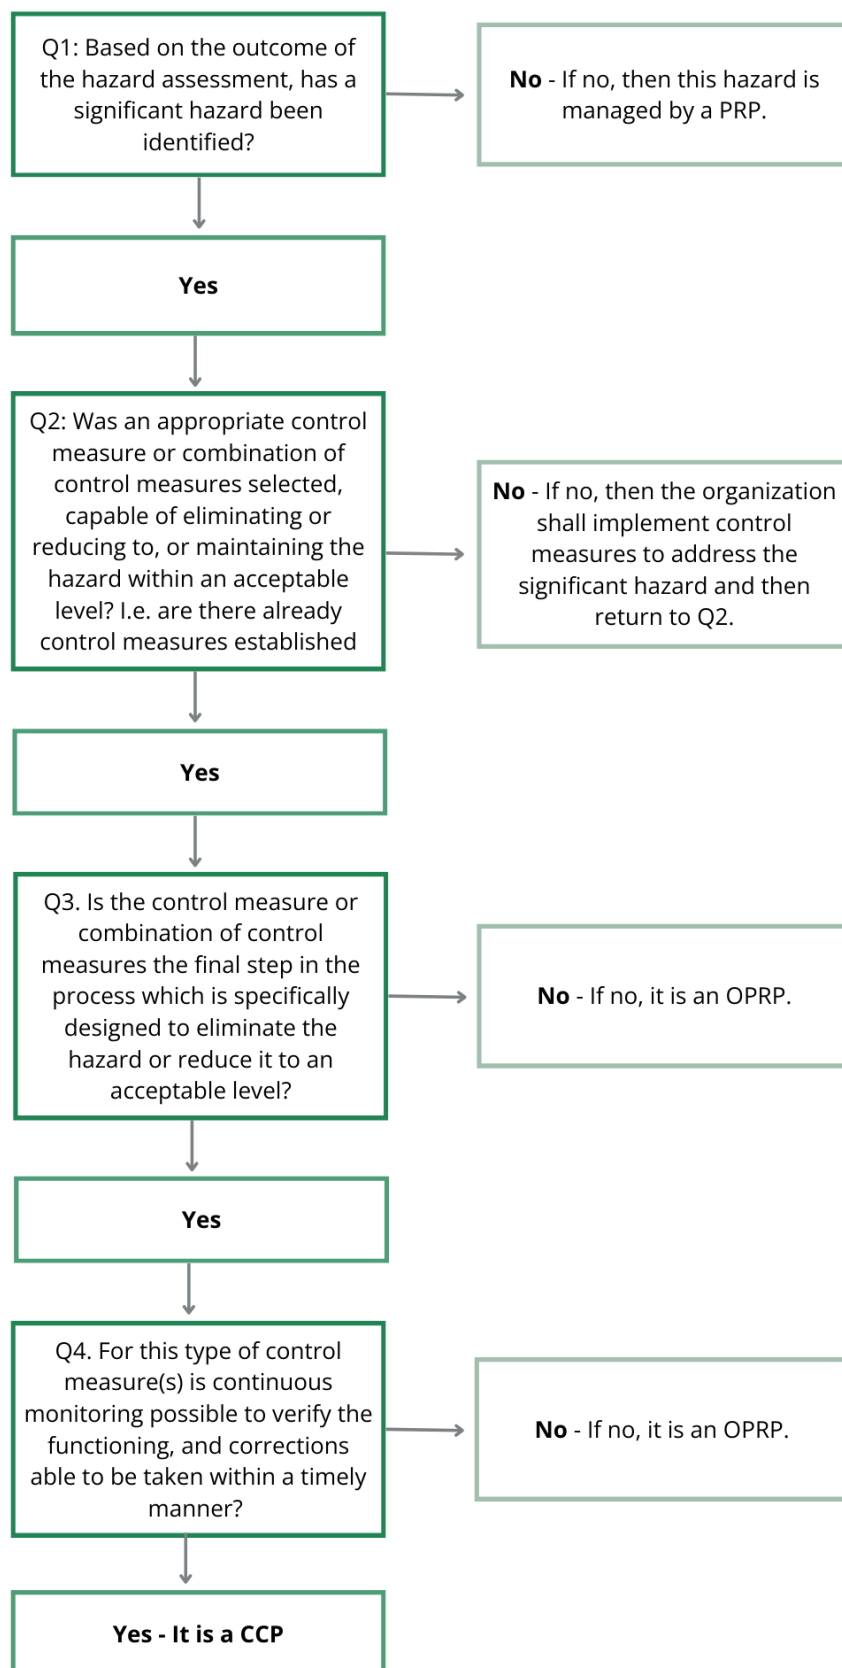 Q1: Based on the outcome of
the hazard assessment, has a
significant hazard been
identified?
No - If no, then this hazard is
managed by a PRP.
Yes
Q2: Was an appropriate control
measure or combination of
control measures selected,
capable of eliminating or
reducing to, or maintaining the
hazard within an acceptable
level? I.e. are there already
control measures established
No - If no, then the organization
shall implement control
measures to address the
significant hazard and then
return to Q2.
Yes
Q3. Is the control measure or
combination of control
measures the final step in the
process which is specifically
designed to eliminate the
hazard or reduce it to an
acceptable level?
No - If no, it is an OPRP.
Yes
Q4. For this type of control
measure(s) is continuous
monitoring possible to verify the
functioning, and corrections
able to be taken within a timely
manner?
No - If no, it is an OPRP.
Yes - It is a CCP